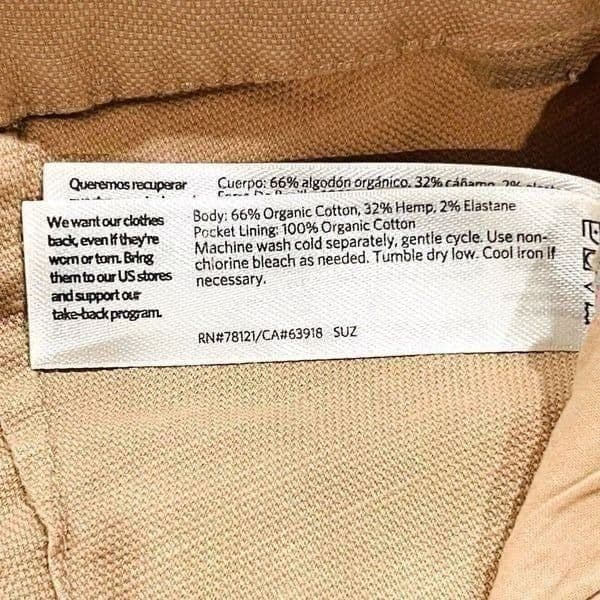 Queremos recuperar
Cuerpo: 66% algodón orgánico, 32% cáñamo, 2%
We want our clothes
back, even if they're
worn or torn. Bring
them to our US stores
and support our
take-back program.
Body: 66% Organic Cotton, 32% Hemp, 2% Elastane
Pocket Lining: 100% Organic Cotton
Machine wash cold separately, gentle cycle. Use non-
chlorine bleach as needed. Tumble dry low. Cool iron if
necessary.
RN#78121/CA#63918 SUZ